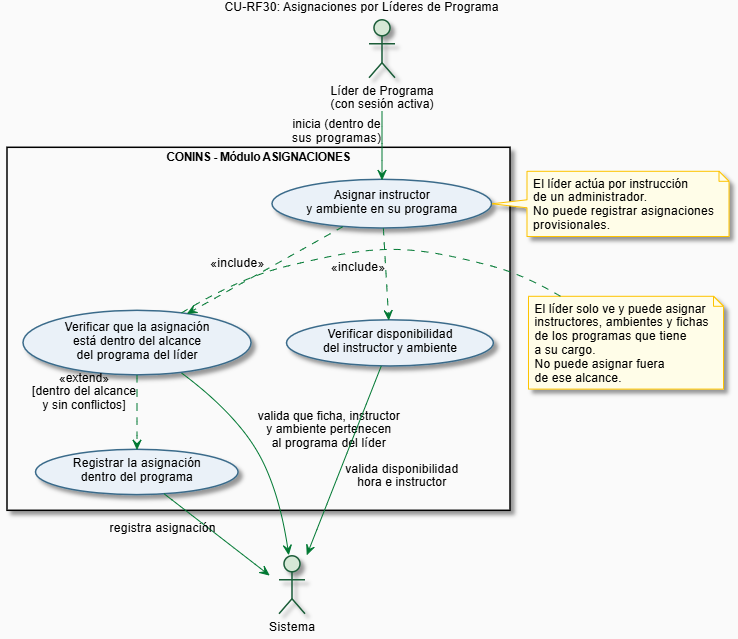 CU-RF30: Asignaciones por Líderes de Programa
Líder de Programa
(con sesión activa)
inicia (dentro de
sus programas)
CONINS - Módulo ASIGNACIONES
Asignar instructor
y ambiente en su programa
El líder actúa por instrucción
de un administrador.
No puede registrar asignaciones
provisionales.
«include»
«include»
El líder solo ve y puede asignar
instructores, ambientes y fichas
de los programas que tiene
a su cargo.
No puede asignar fuera
de ese alcance.
Verificar que la asignación
está dentro del alcance
del programa del líder
Verificar disponibilidad
del instructor y ambiente
«extend»
[dentro del alcance
y sin conflictos]
valida que ficha, instructor
y ambiente pertenecen
al programa del líder
Registrar la asignación
dentro del programa
valida disponibilidad
hora e instructor
registra asignación
Sistema